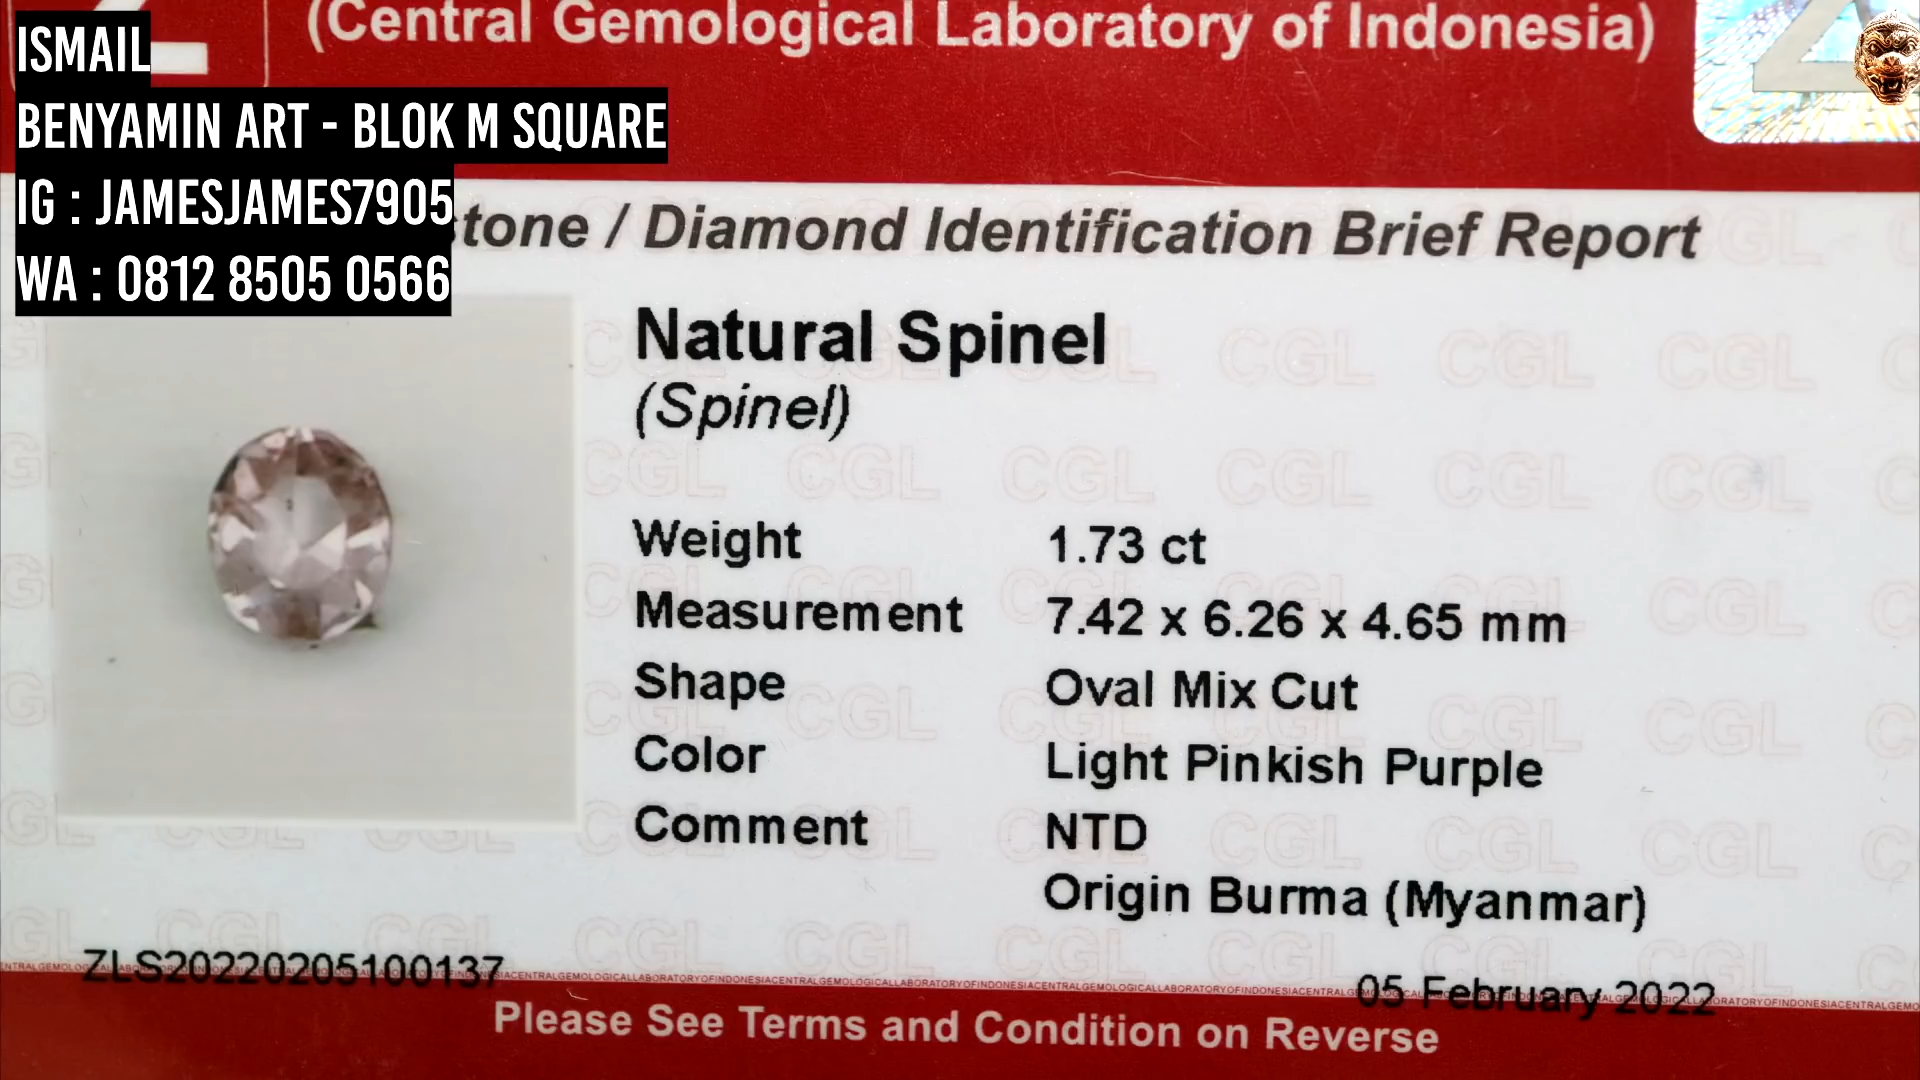 (Central Gemological Laboratory of Indonesia)
ISMAIL
BENYAMIN ART - BLOK M SQUARE
IG : JAMESJAMES7905
WA : 0812 8505 0566
/ Diamond Identification Brief Report
Natural Spinel
(Spinel)
Weight 1.73 ct
Measurement 7.42 x 6.26 x 4.65 mm
Shape Oval Mix Cut
Color Light Pinkish Purple
Comment NTD
Origin Burma (Myanmar)
ZLS20220205100137
05 February 2022
Please See Terms and Condition on Reverse